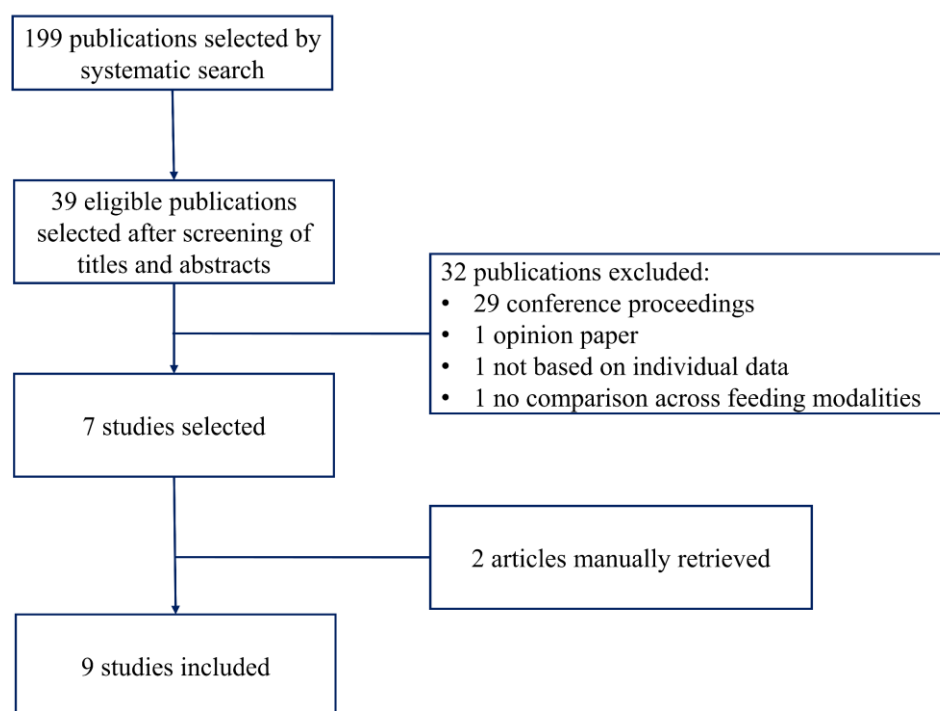 199 publications selected by
systematic search
39 eligible publications
selected after screening of
titles and abstracts
32 publications excluded:
• 29 conference proceedings
• 1 opinion paper
• 1 not based on individual data
• 1 no comparison across feeding modalities
7 studies selected
2 articles manually retrieved
9 studies included